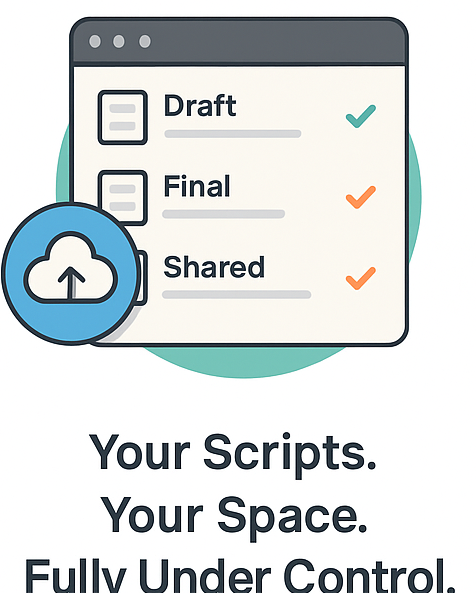 Draft
Final
Shared
Your Scripts.
Your Space.
Fully Under Control.